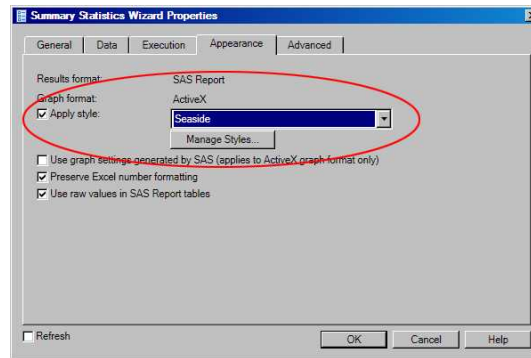 Summary Statistics Wizard Properties
General Data Execution Appearance Advanced
Results format: SAS Report
Graph format: ActiveX
Apply style: Seaside
Manage Styles...
Use graph settings generated by SAS (applies to ActiveX graph format only)
Preserve Excel number formatting
Use raw values in SAS Report tables
Refresh OK Cancel Help